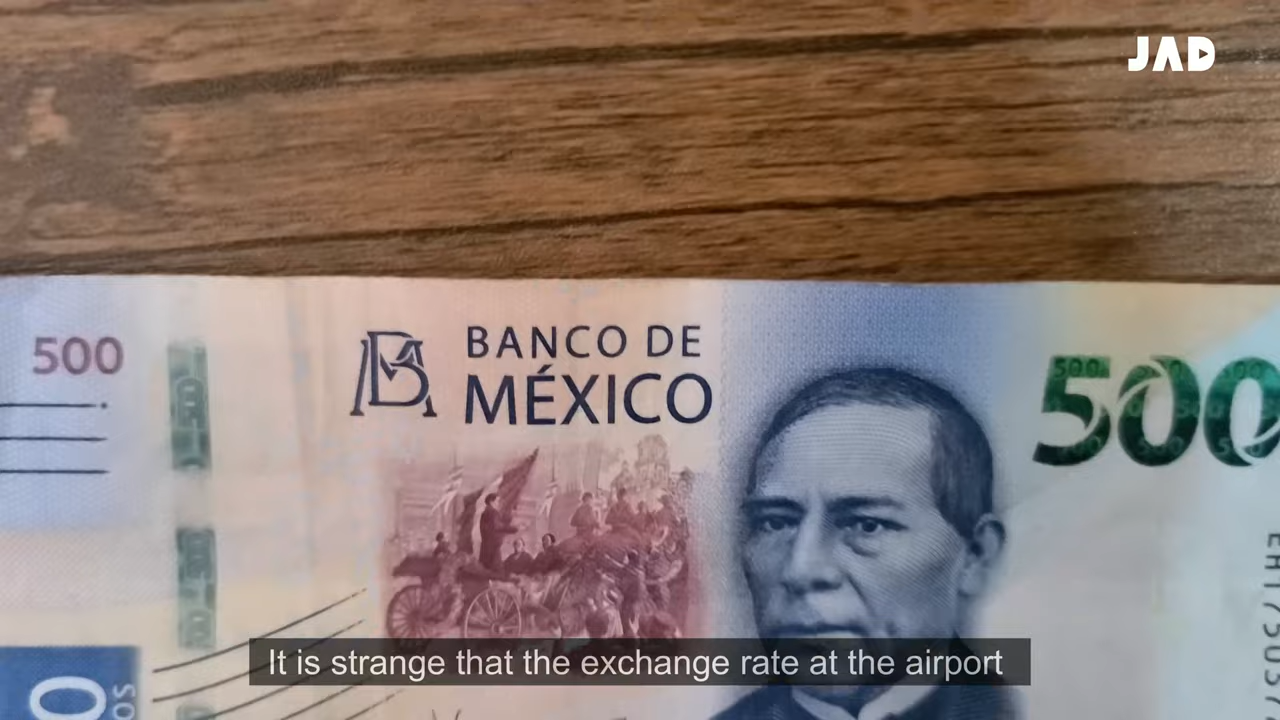 JAD
500
BANCO DE
MÉXICO
500
It is strange that the exchange rate at the airport